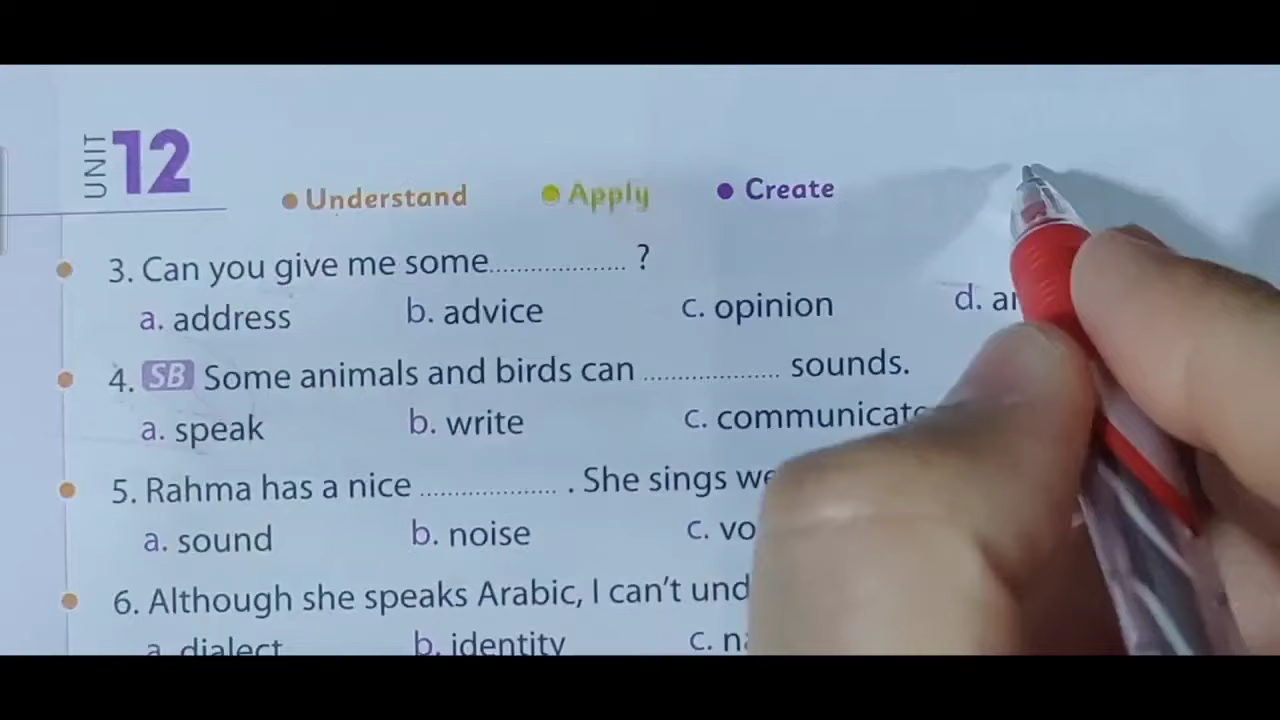 UNIT 12
Understand Apply Create
3. Can you give me some.................... ?
a. address b. advice c. opinion d.
4. SB Some animals and birds can .................... sounds.
a. speak b. write c. communicate
5. Rahma has a nice .................... . She sings
a. sound b. noise c.
6. Although she speaks Arabic, I can't
a. dialect b. identity c.